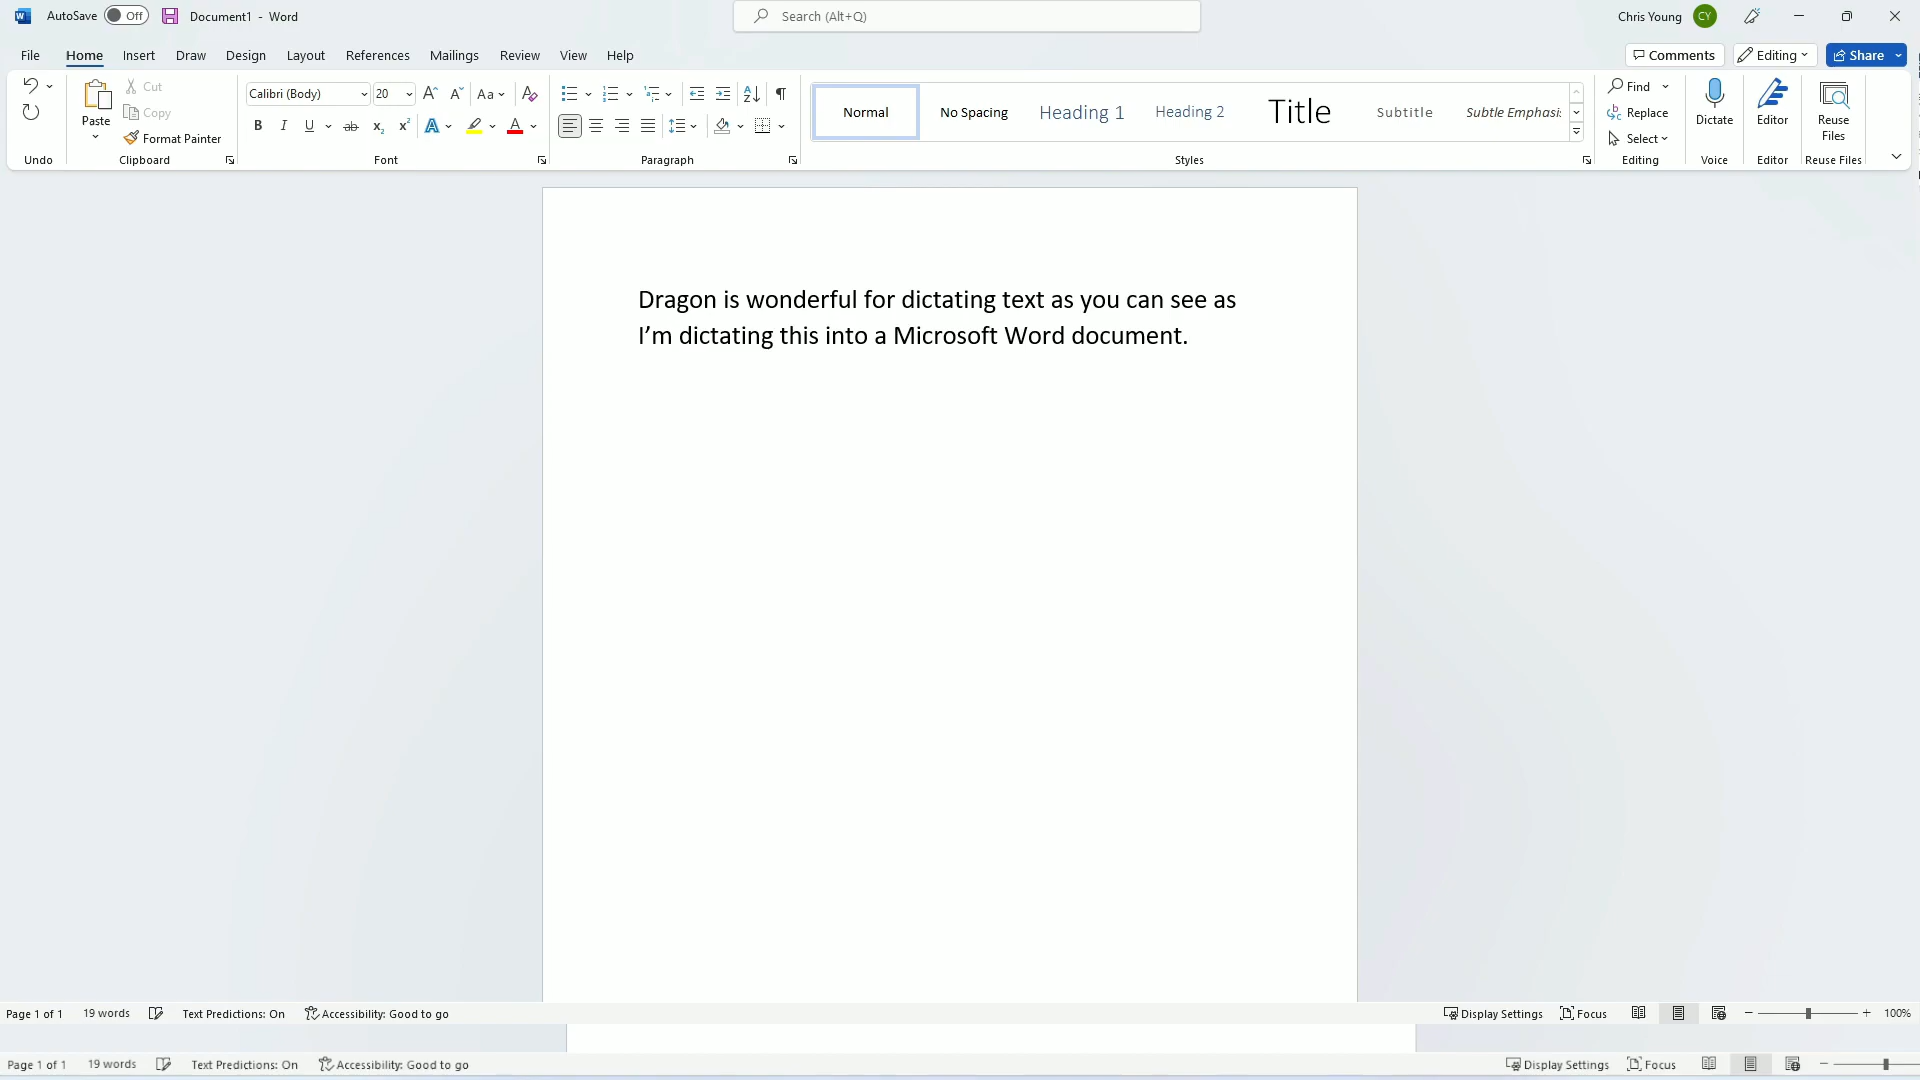 AutoSave Off Document1 - Word Search (Alt+Q) Chris Young CY
File Home Insert Draw Design Layout References Mailings Review View Help Comments Editing Share
Cut
Copy
Paste
Format Painter
Undo Clipboard
Calibri (Body) 20 Aa
B I U ab x₂ x² A A
Font
Paragraph
Normal No Spacing Heading 1 Heading 2 Title Subtitle Subtle Emphasis
Styles
Find
Replace
Select
Editing
Dictate
Voice
Editor
Editor
Reuse
Files
Reuse Files
Dragon is wonderful for dictating text as you can see as
I’m dictating this into a Microsoft Word document.
Page 1 of 1 19 words Text Predictions: On Accessibility: Good to go Display Settings Focus 100%
Page 1 of 1 19 words Text Predictions: On Accessibility: Good to go Display Settings Focus